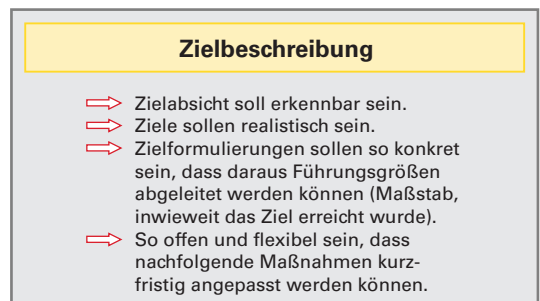 Zielbeschreibung
Zielabsicht soll erkennbar sein.
Ziele sollen realistisch sein.
Zielformulierungen sollen so konkret
sein, dass daraus Führungsgrößen
abgeleitet werden können (Maßstab,
inwieweit das Ziel erreicht wurde).
So offen und flexibel sein, dass
nachfolgende Maßnahmen kurz-
fristig angepasst werden können.